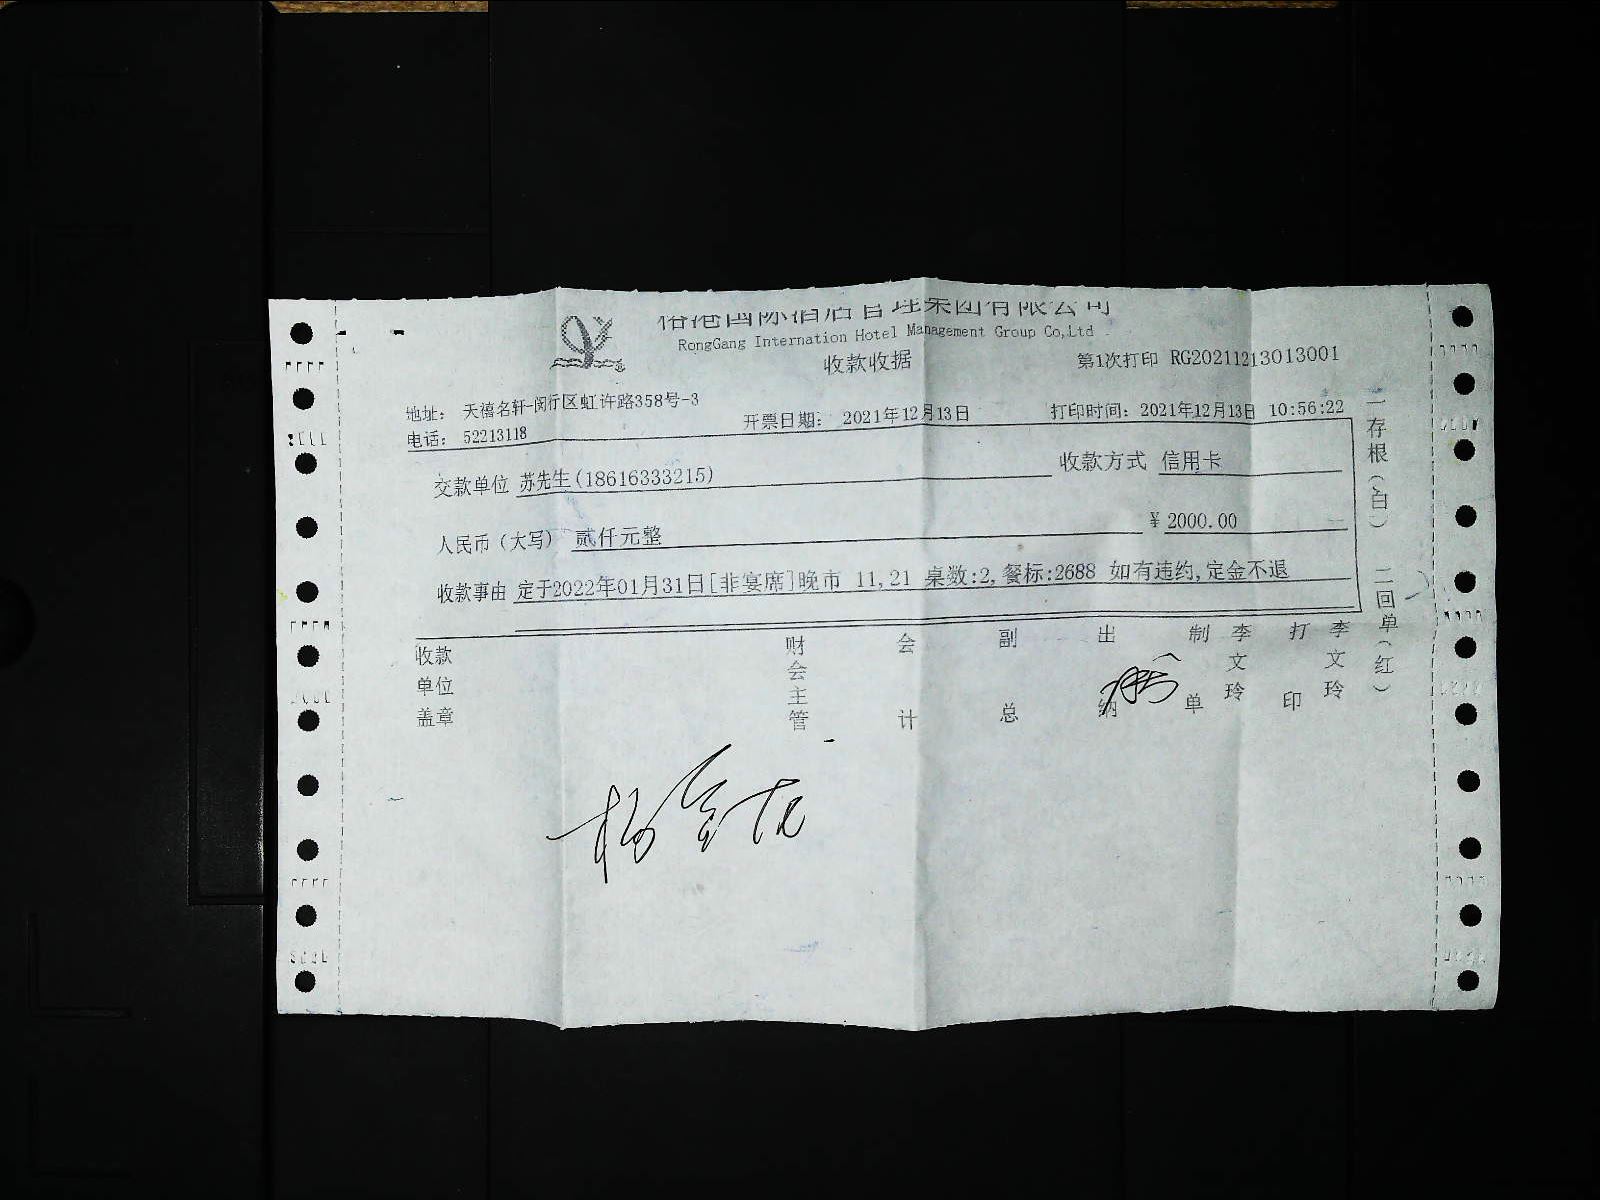 国际酒店管理集团有限公司
RongGang Internation Hotel Management Group Co,Ltd
收款收据
第1次打印 RG20211213013001
地址: 天禧名轩-闵行区虹许路358号-3
电话: 52213118
开票日期: 2021年12月13日
打印时间: 2021年12月13日 10:56:22
交款单位 苏先生(18616333215)
收款方式 信用卡
人民币(大写) 贰仟元整
¥ 2000.00
收款事由 定于2022年01月31日[非宴席]晚市 11,21 桌数:2,餐标:2688 如有违约,定金不退
收款单位盖章
财会主管
会计
副总
出纳
制单
李文玲
打印
李文玲
一存根(白) 二回单(红)